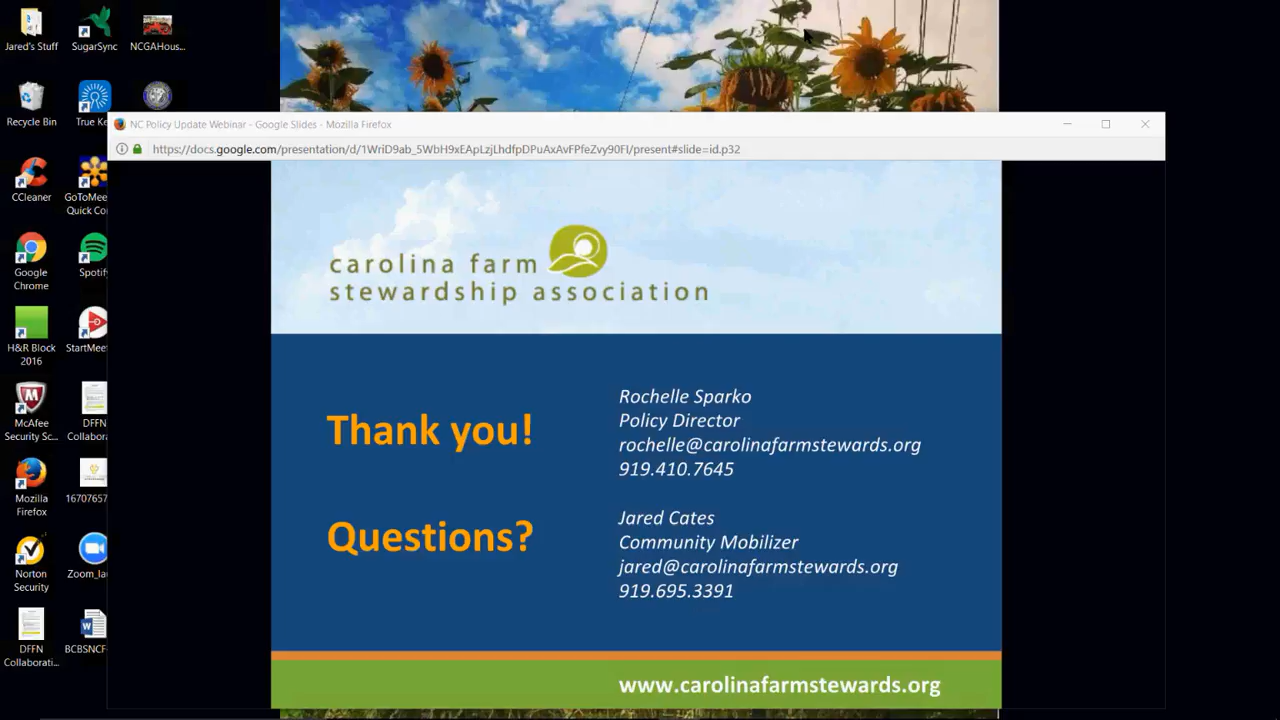 Jared's Stuff
SugarSync
NCGAHous...
Recycle Bin
True Ke
NC Policy Update Webinar - Google Slides - Mozilla Firefox
https://docs.google.com/presentation/d/1WriD9ab_5WbH9xEApLzjLhdfpDPuAxAvFPfeZvy90FI/present#slide=id.p32
CCleaner
GoToMee
Quick Co
Google
Chrome
Spotif
H&R Block
2016
StartMee
McAfee
Security Sc...
DFFN
Collabora
Mozilla
Firefox
16707657
Norton
Security
Zoom_la
DFFN
Collaborati...
BCBSNCF
carolina farm
stewardship association
Thank you!
Questions?
Rochelle Sparko
Policy Director
rochelle@carolinafarmstewards.org
919.410.7645
Jared Cates
Community Mobilizer
jared@carolinafarmstewards.org
919.695.3391
www.carolinafarmstewards.org